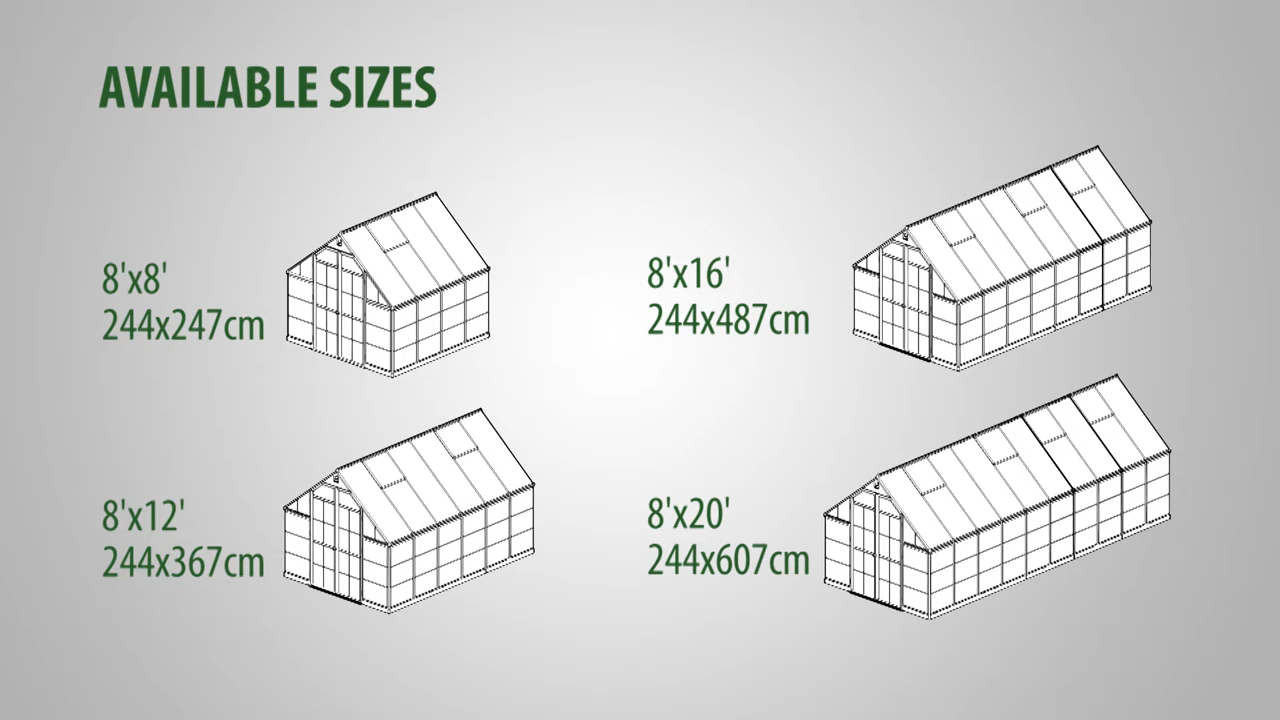 AVAILABLE SIZES
8'x8'
244x247cm
8'x16'
244x487cm
8'x12'
244x367cm
8'x20'
244x607cm